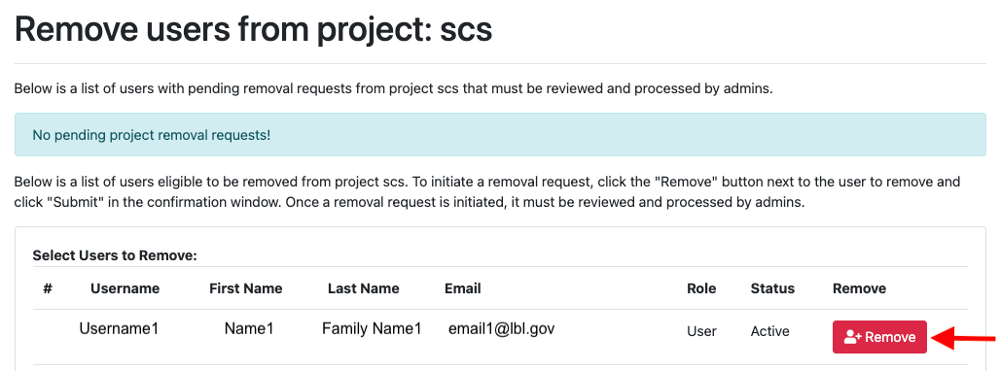 Remove users from project: scs
Below is a list of users with pending removal requests from project scs that must be reviewed and processed by admins.
No pending project removal requests!
Below is a list of users eligible to be removed from project scs. To initiate a removal request, click the "Remove" button next to the user to remove and
click "Submit" in the confirmation window. Once a removal request is initiated, it must be reviewed and processed by admins.
Select Users to Remove:
# Username First Name Last Name Email Role Status Remove
Username1 Name1 Family Name1 email1@lbl.gov User Active Remove